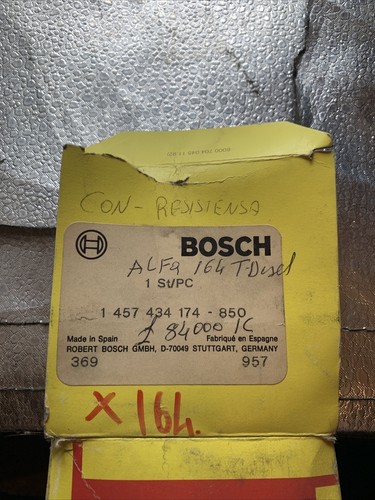 CON - RESISTENSA
BOSCH
ALFA 164 T-Diesel
1 St/PC
1 457 434 174 - 850
£ 84000 IC
Made in Spain Fabriqué en Espagne
ROBERT BOSCH GMBH, D-70049 STUTTGART, GERMANY
369 957
X 164.